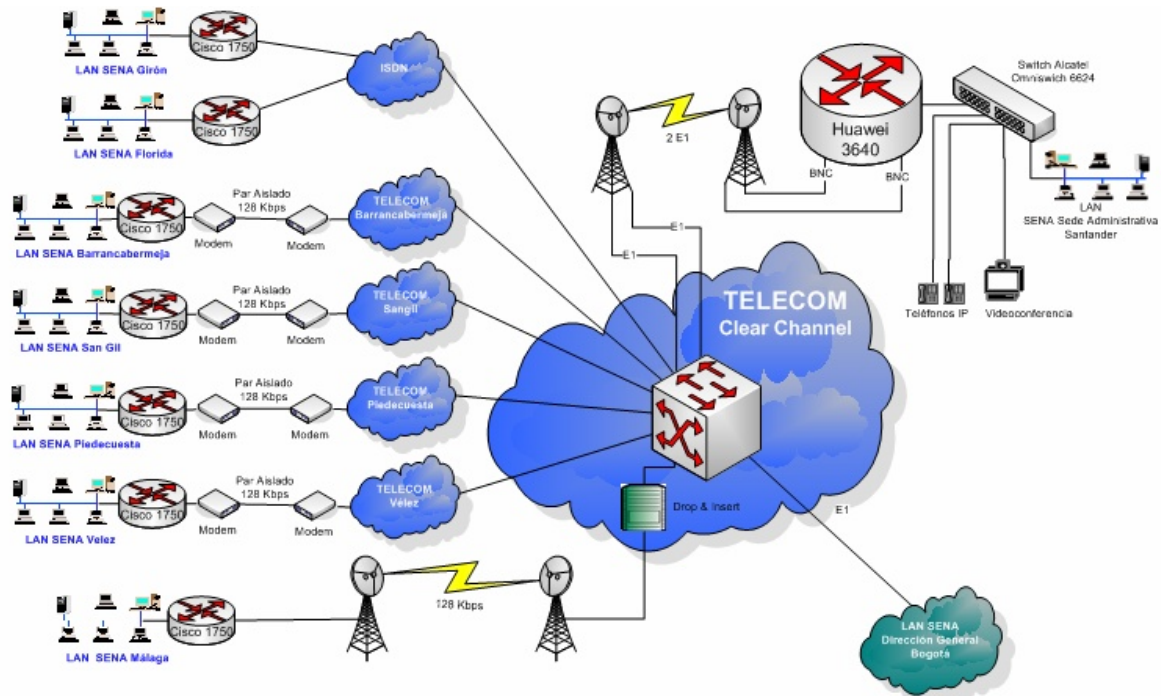 Cisco 1750
LAN SENA Girón
ISDN
Cisco 1750
LAN SENA Florida
Switch Alcatel
Omniswich 6624
2 E1
Huawei
3640
BNC
BNC
LAN
SENA Sede Administrativa
Santander
Teléfonos IP
Videoconferencia
Cisco 1750
LAN SENA Barrancabermeja
Modem
Par Aislado
128 Kbps
Modem
TELECOM
Barrancabermeja
E1
E1
Cisco 1750
LAN SENA San Gil
Modem
Par Aislado
128 Kbps
Modem
TELECOM
Sangil
TELECOM
Clear Channel
Cisco 1750
LAN SENA Piedecuesta
Modem
Par Aislado
128 Kbps
Modem
TELECOM
Piedecuesta
Cisco 1750
LAN SENA Velez
Modem
Par Aislado
128 Kbps
Modem
TELECOM
Vélez
Drop & Insert
E1
Cisco 1750
LAN SENA Málaga
128 Kbps
LAN SENA
Dirección General
Bogotá